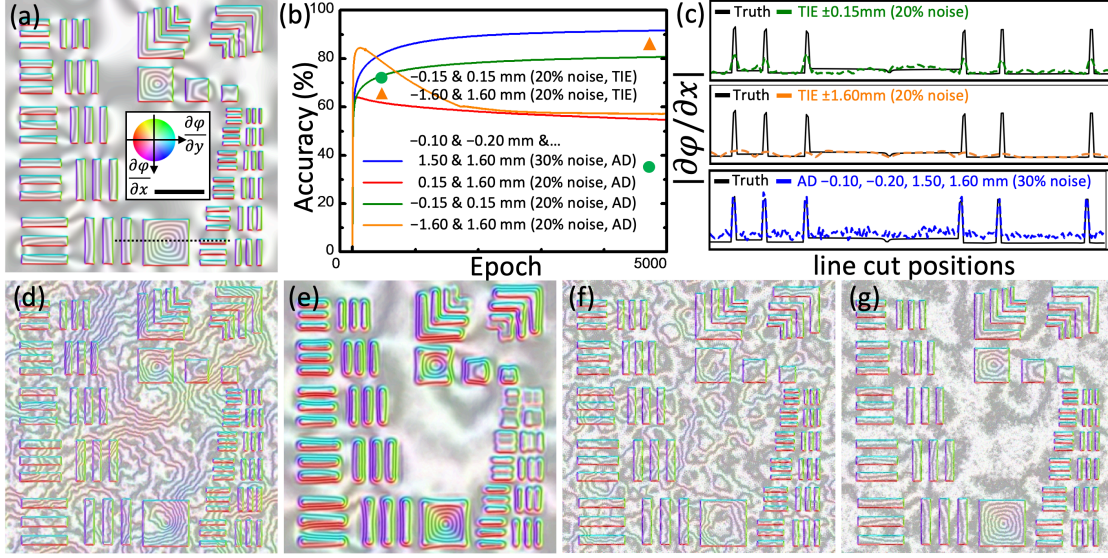 (a)
∂φ
∂y
∂φ
∂x
(b)
Accuracy (%)
100
80
60
40
20
0
−0.15 & 0.15 mm (20% noise, TIE)
−1.60 & 1.60 mm (20% noise, TIE)
−0.10 & −0.20 mm &...
1.50 & 1.60 mm (30% noise, AD)
0.15 & 1.60 mm (20% noise, AD)
−0.15 & 0.15 mm (20% noise, AD)
−1.60 & 1.60 mm (20% noise, AD)
0
Epoch
5000
(c)
|∂φ/∂x|
Truth TIE ±0.15mm (20% noise)
Truth TIE ±1.60mm (20% noise)
Truth AD −0.10, −0.20, 1.50, 1.60 mm (30% noise)
line cut positions
(d)
(e)
(f)
(g)